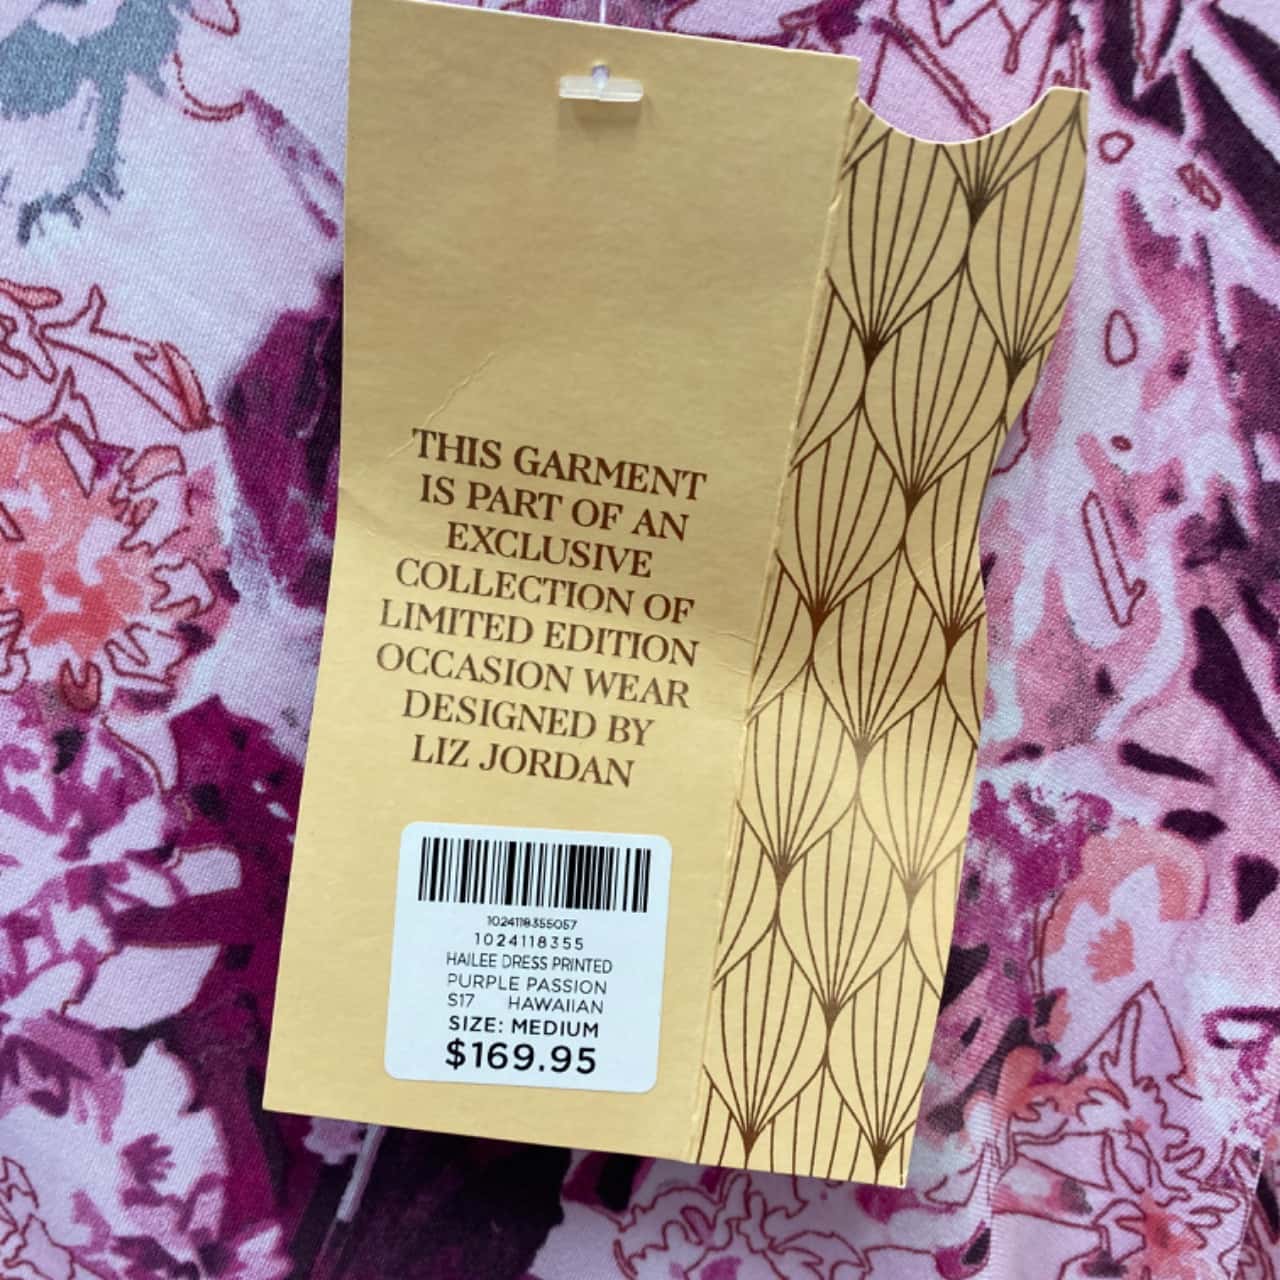 THIS GARMENT
IS PART OF AN
EXCLUSIVE
COLLECTION OF
LIMITED EDITION
OCCASION WEAR
DESIGNED BY
LIZ JORDAN
1024118355057
1024118355
HAILEE DRESS PRINTED
PURPLE PASSION
S17 HAWAIIAN
SIZE: MEDIUM
$169.95